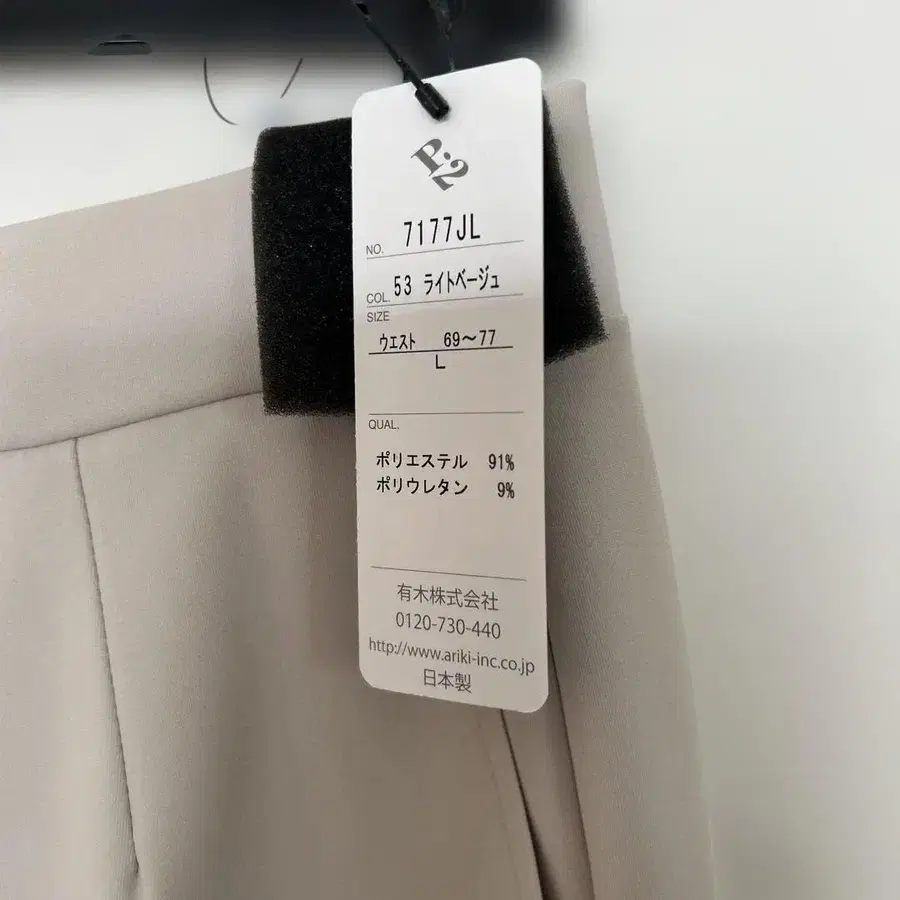 P.2
NO. 7177JL
COL. 53 ライトベージュ
SIZE
ウエスト 69〜77
L
QUAL.
ポリエステル 91%
ポリウレタン 9%
有木株式会社
0120-730-440
http://www.ariki-inc.co.jp
日本製